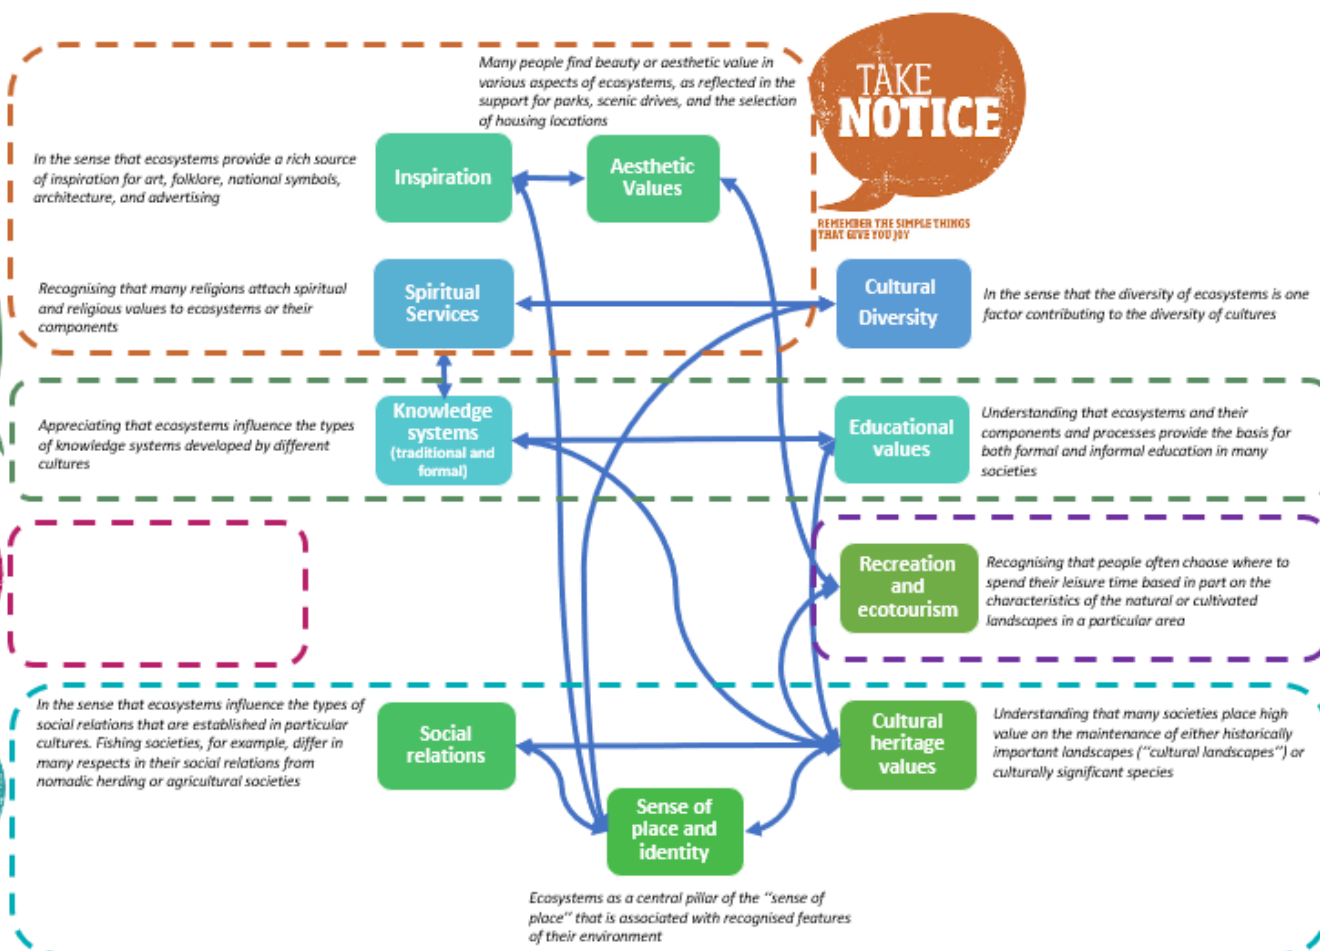 Many people find beauty or aesthetic value in
various aspects of ecosystems, as reflected in the
support for parks, scenic drives, and the selection
of housing locations
TAKE
NOTICE
REMEMBER THE SIMPLE THINGS
THAT GIVE YOU JOY
In the sense that ecosystems provide a rich source
of inspiration for art, folklore, national symbols,
architecture, and advertising
Inspiration
Aesthetic
Values
Recognising that many religions attach spiritual
and religious values to ecosystems or their
components
Spiritual
Services
Cultural
Diversity
In the sense that the diversity of ecosystems is one
factor contributing to the diversity of cultures
Appreciating that ecosystems influence the types
of knowledge systems developed by different
cultures
Knowledge
systems
(traditional and
formal)
Educational
values
Understanding that ecosystems and their
components and processes provide the basis for
both formal and informal education in many
societies
Recreation
and
ecotourism
Recognising that people often choose where to
spend their leisure time based in part on the
characteristics of the natural or cultivated
landscapes in a particular area
In the sense that ecosystems influence the types of
social relations that are established in particular
cultures. Fishing societies, for example, differ in
many respects in their social relations from
nomadic herding or agricultural societies
Social
relations
Cultural
heritage
values
Understanding that many societies place high
value on the maintenance of either historically
important landscapes ("cultural landscapes") or
culturally significant species
Sense of
place and
identity
Ecosystems as a central pillar of the "sense of
place" that is associated with recognised features
of their environment